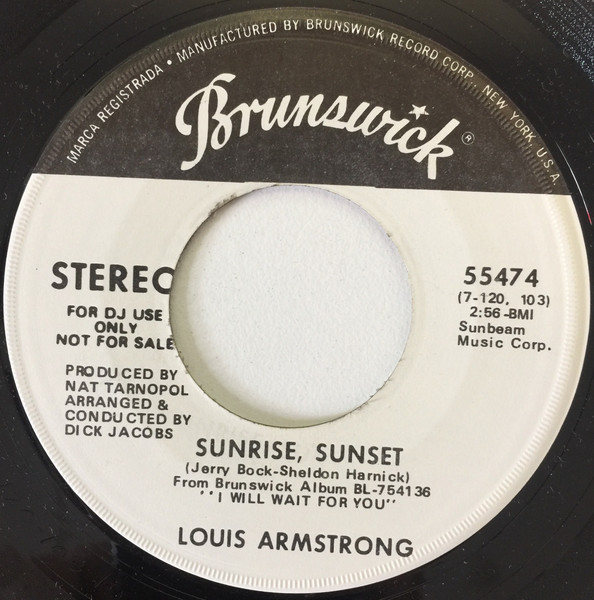 MARCA REGISTRADA • MANUFACTURED BY BRUNSWICK RECORD CORP., NEW YORK, U.S.A.
Brunswick ®
STEREO
FOR DJ USE
ONLY
NOT FOR SALE
PRODUCED BY
NAT TARNOPOL
ARRANGED &
CONDUCTED BY
DICK JACOBS
55474
(7-120, 103)
2:56-BMI
Sunbeam
Music Corp.
SUNRISE, SUNSET
(Jerry Bock-Sheldon Harnick)
From Brunswick Album BL-754136
''I WILL WAIT FOR YOU''
LOUIS ARMSTRONG